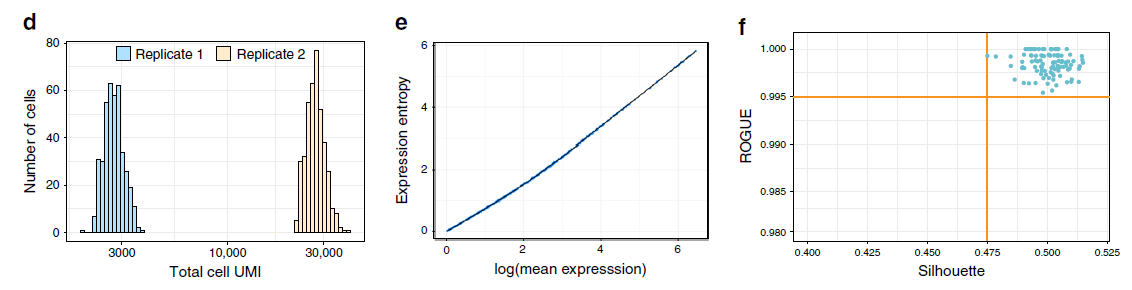 d
80
60
40
20
0
Number of cells
Replicate 1
Replicate 2
3000
10,000
30,000
Total cell UMI
e
6
4
2
0
Expression entropy
0
2
4
6
log(mean expresssion)
f
1.000
0.995
0.990
0.985
0.980
ROGUE
0.400
0.425
0.450
0.475
0.500
0.525
Silhouette